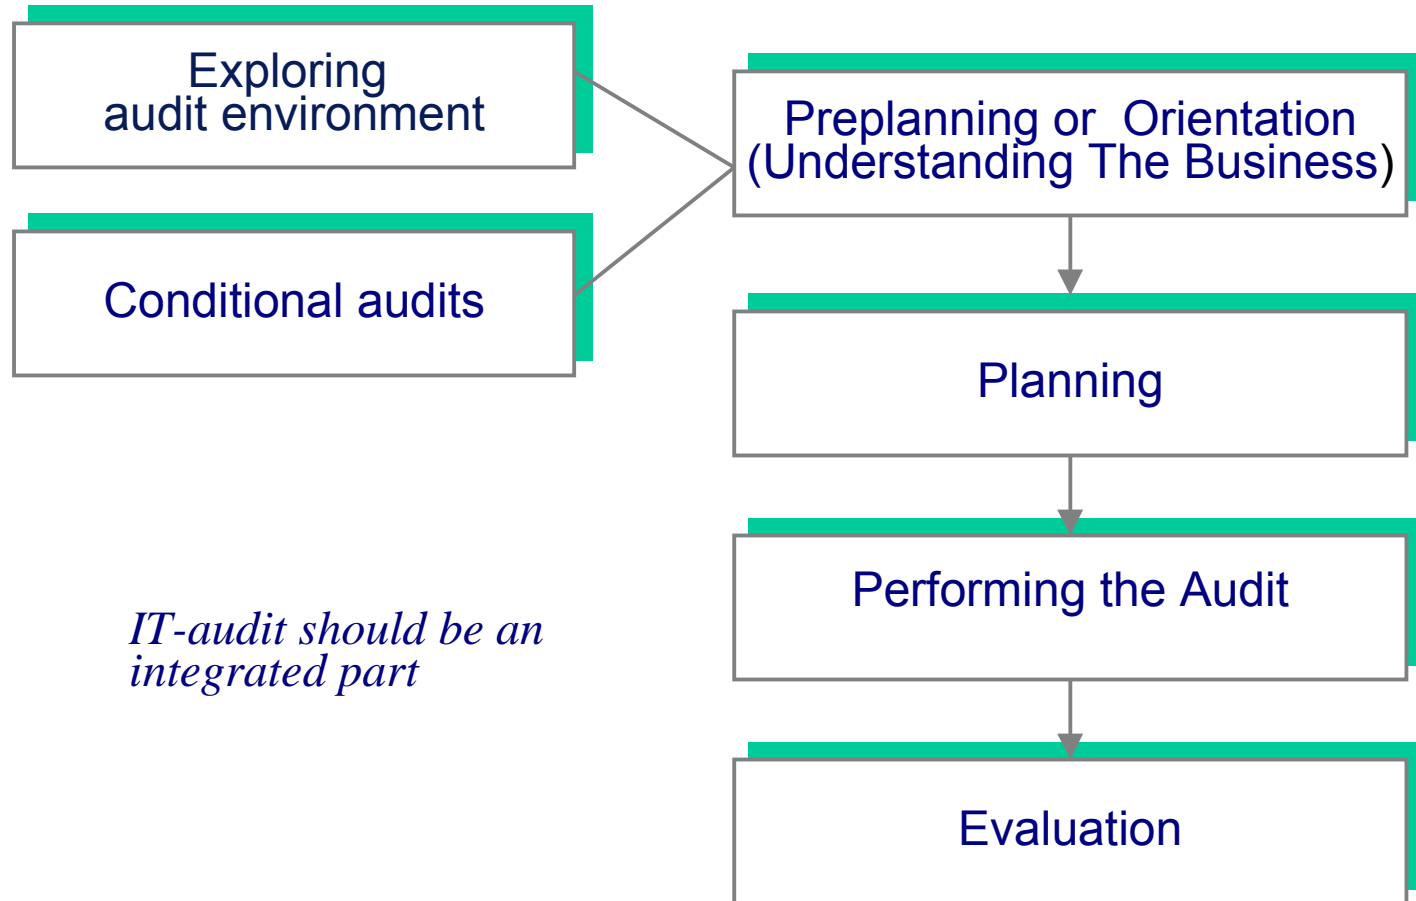 Exploring
audit environment
Preplanning or Orientation
(Understanding The Business)
Conditional audits
Planning
Performing the Audit
IT-audit should be an
integrated part
Evaluation